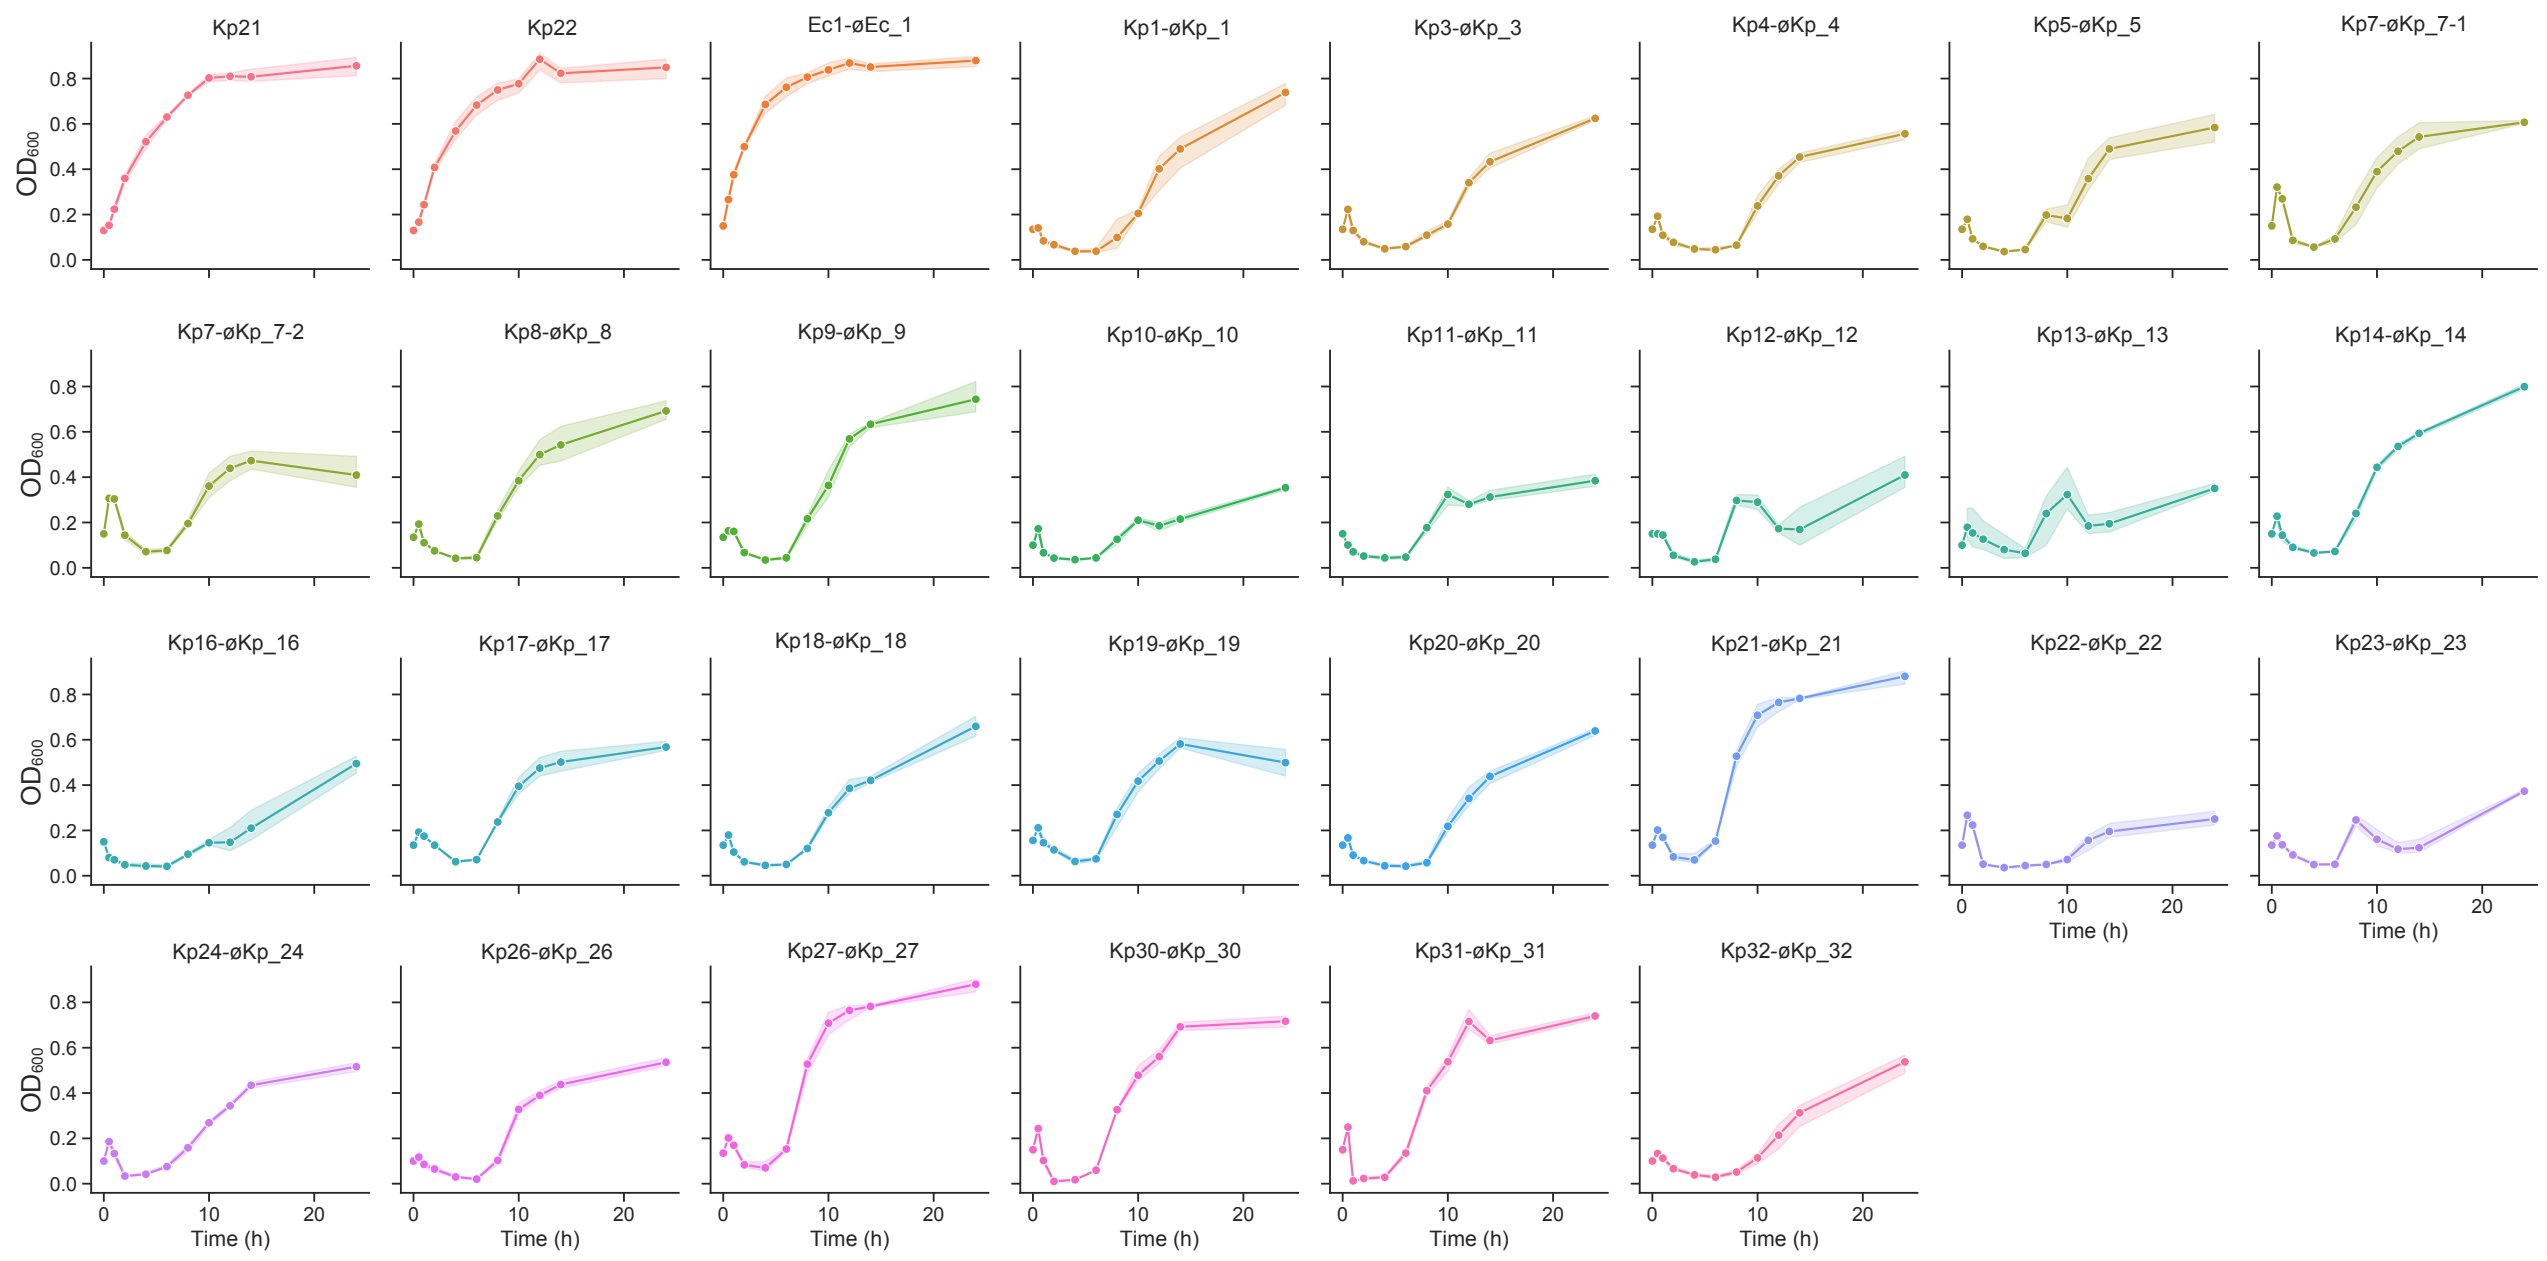 Kp21 Kp22 Ec1-øEc_1 Kp1-øKp_1 Kp3-øKp_3 Kp4-øKp_4 Kp5-øKp_5 Kp7-øKp_7-1
0.8
0.6
0.4
0.2
0.0
OD600
Kp7-øKp_7-2 Kp8-øKp_8 Kp9-øKp_9 Kp10-øKp_10 Kp11-øKp_11 Kp12-øKp_12 Kp13-øKp_13 Kp14-øKp_14
0.8
0.6
0.4
0.2
0.0
OD600
Kp16-øKp_16 Kp17-øKp_17 Kp18-øKp_18 Kp19-øKp_19 Kp20-øKp_20 Kp21-øKp_21 Kp22-øKp_22 Kp23-øKp_23
0.8
0.6
0.4
0.2
0.0
OD600
0 10 20 0 10 20
Time (h) Time (h)
Kp24-øKp_24 Kp26-øKp_26 Kp27-øKp_27 Kp30-øKp_30 Kp31-øKp_31 Kp32-øKp_32
0.8
0.6
0.4
0.2
0.0
OD600
0 10 20 0 10 20 0 10 20 0 10 20 0 10 20 0 10 20
Time (h) Time (h) Time (h) Time (h) Time (h) Time (h)